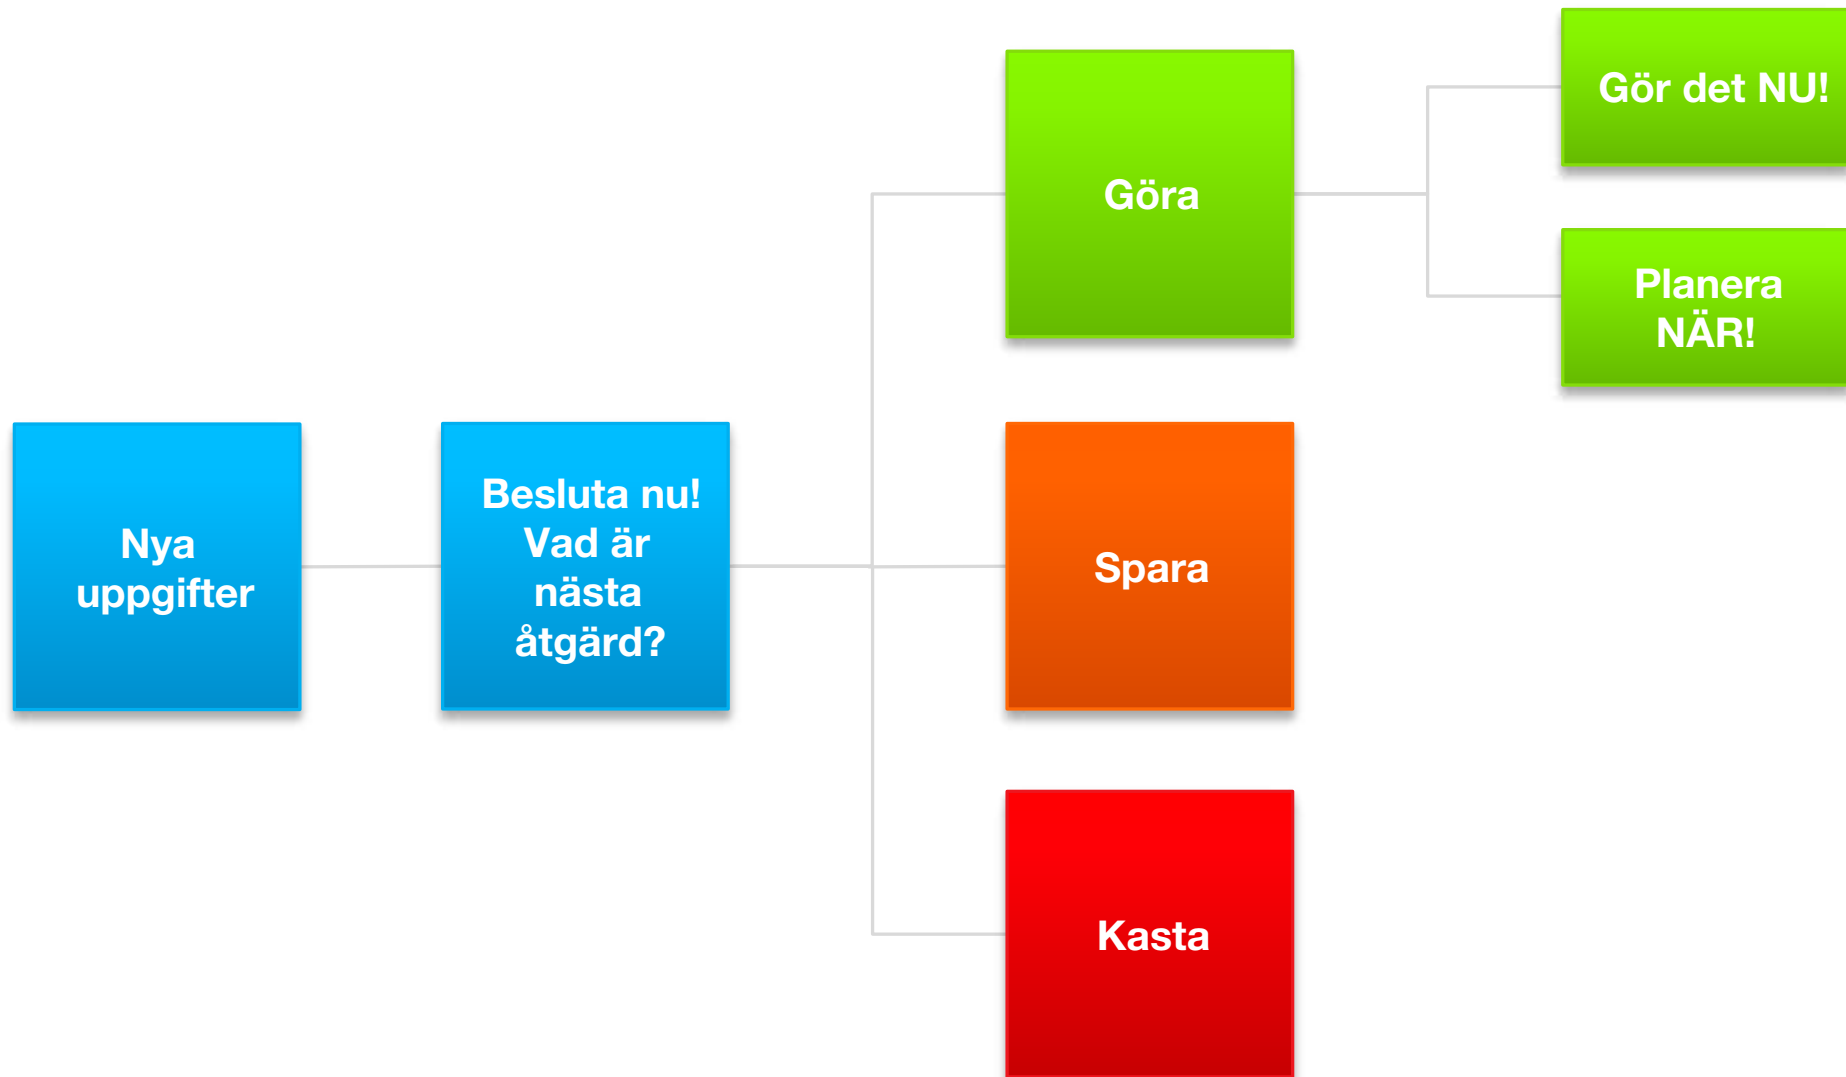 Nya
uppgifter
Besluta nu!
Vad är
nästa
åtgärd?
Göra
Gör det NU!
Planera
NÄR!
Spara
Kasta